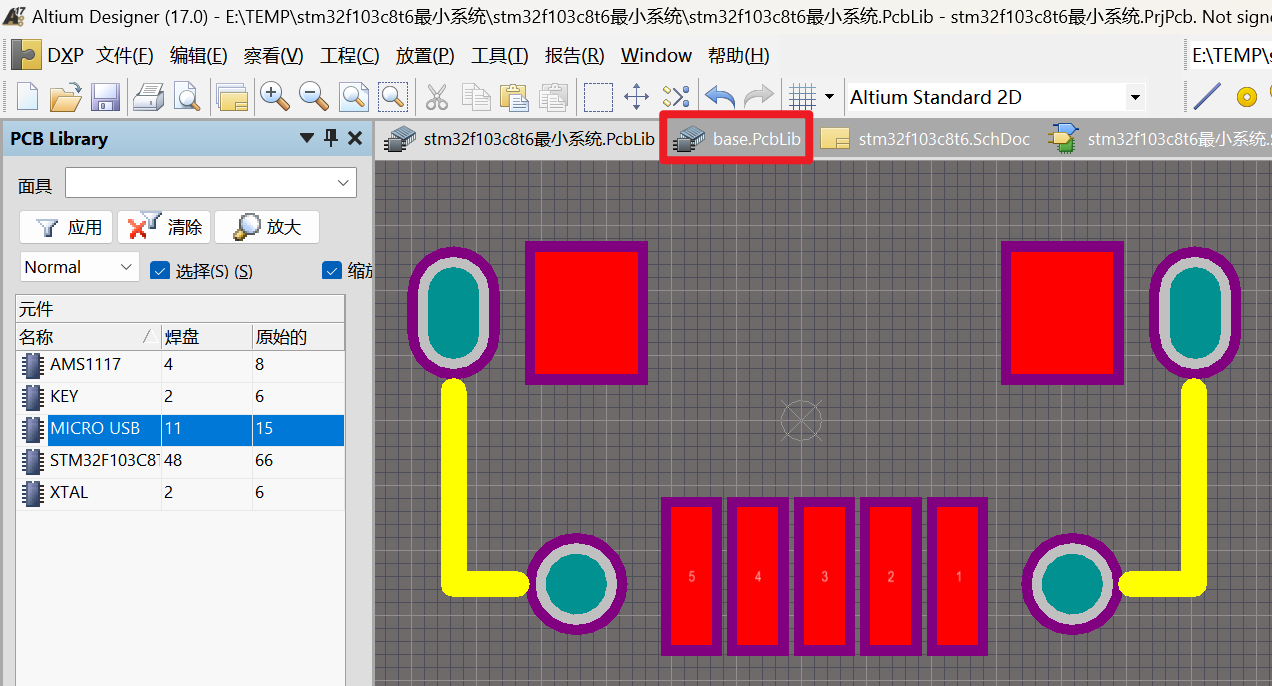 Altium Designer (17.0) - E:\TEMP\stm32f103c8t6最小系统\stm32f103c8t6最小系统\stm32f103c8t6最小系统.PcbLib - stm32f103c8t6最小系统.PrjPcb. Not sign
DXP 文件(F) 编辑(E) 察看(V) 工程(C) 放置(P) 工具(T) 报告(R) Window 帮助(H) E:\TEMP\s
Altium Standard 2D
PCB Library stm32f103c8t6最小系统.PcbLib base.PcbLib stm32f103c8t6.SchDoc stm32f103c8t6最小系统.
面具
应用 清除 放大
Normal 选择(S) (S) 缩放
元件
名称 焊盘 原始的
AMS1117 4 8
KEY 2 6
MICRO USB 11 15
STM32F103C8T 48 66
XTAL 2 6
5 4 3 2 1